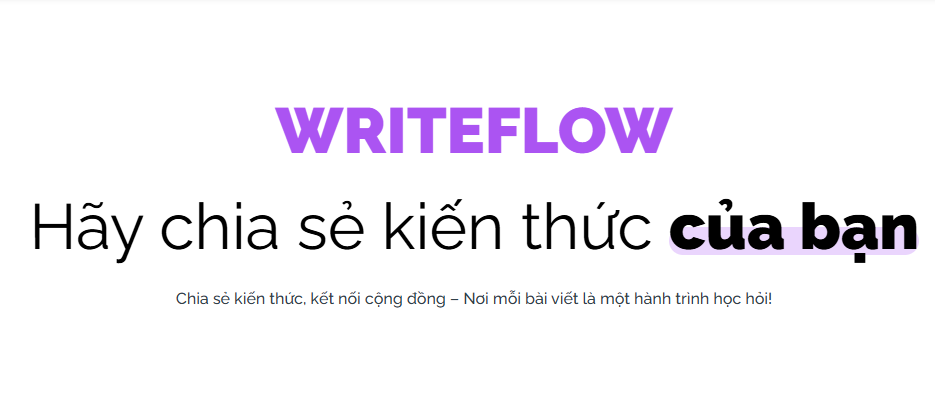 WRITEFLOW
Hãy chia sẻ kiến thức của bạn
Chia sẻ kiến thức, kết nối cộng đồng – Nơi mỗi bài viết là một hành trình học hỏi!